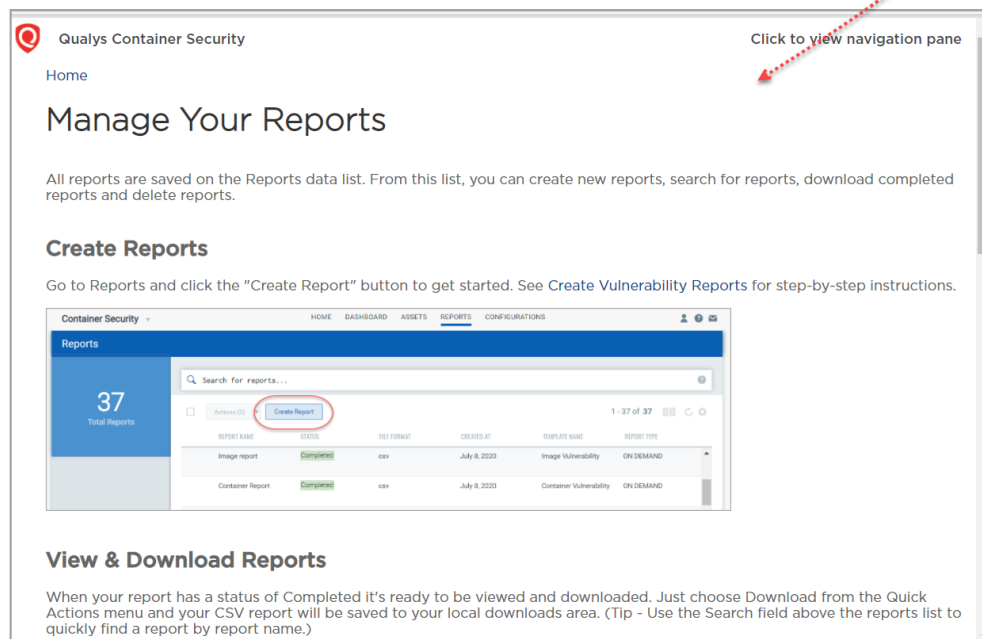 Qualys Container Security
Click to view navigation pane
Home
Manage Your Reports
All reports are saved on the Reports data list. From this list, you can create new reports, search for reports, download completed
reports and delete reports.
Create Reports
Go to Reports and click the "Create Report" button to get started. See Create Vulnerability Reports for step-by-step instructions.
Container Security
HOME DASHBOARD ASSETS REPORTS CONFIGURATIONS
Reports
37
Total Reports
Search for reports...
Actions (0)
Create Report
1 - 37 of 37
REPORT NAME STATUS FILE FORMAT CREATED AT TEMPLATE NAME REPORT TYPE
Image report Completed csv July 8, 2020 Image Vulnerability ON DEMAND
Container Report Completed csv July 8, 2020 Container Vulnerability ON DEMAND
View & Download Reports
When your report has a status of Completed it's ready to be viewed and downloaded. Just choose Download from the Quick
Actions menu and your CSV report will be saved to your local downloads area. (Tip - Use the Search field above the reports list to
quickly find a report by report name.)